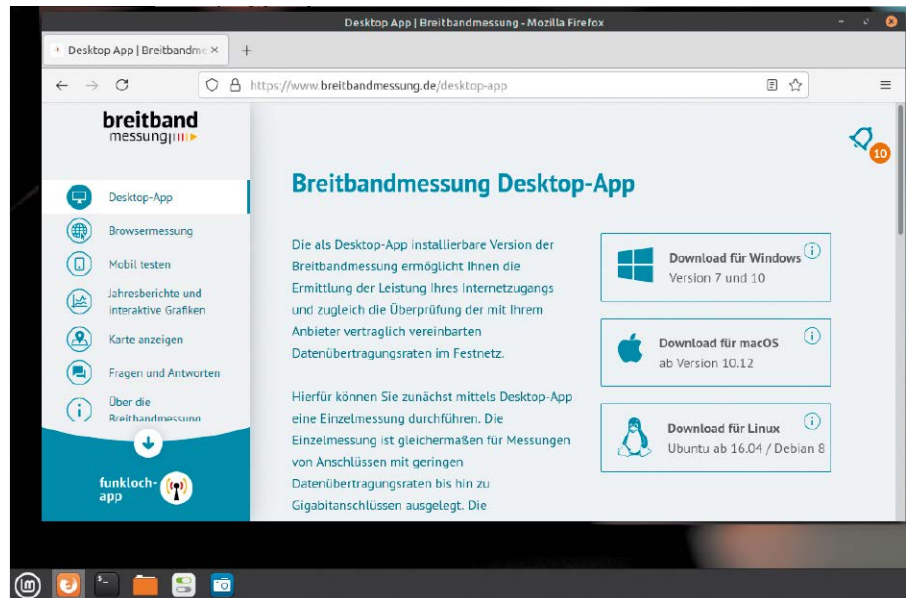 Desktop App | Breitbandmessung - Mozilla Firefox
Desktop App | Breitbandme
https://www.breitbandmessung.de/desktop-app
breitband
messung
10
Desktop-App
Browsermessung
Mobil testen
Jahresberichte und
interaktive Grafiken
Karte anzeigen
Fragen und Antworten
Über die
Breitbandmessung
funkloch-
app
Breitbandmessung Desktop-App
Die als Desktop-App installierbare Version der
Breitbandmessung ermöglicht Ihnen die
Ermittlung der Leistung Ihres Internetzugangs
und zugleich die Überprüfung der mit Ihrem
Anbieter vertraglich vereinbarten
Datenübertragungsraten im Festnetz.
Hierfür können Sie zunächst mittels Desktop-App
eine Einzelmessung durchführen. Die
Einzelmessung ist gleichermaßen für Messungen
von Anschlüssen mit geringen
Datenübertragungsraten bis hin zu
Gigabitanschlüssen ausgelegt. Die
Download für Windows
Version 7 und 10
Download für macOS
ab Version 10.12
Download für Linux
Ubuntu ab 16.04 / Debian 8